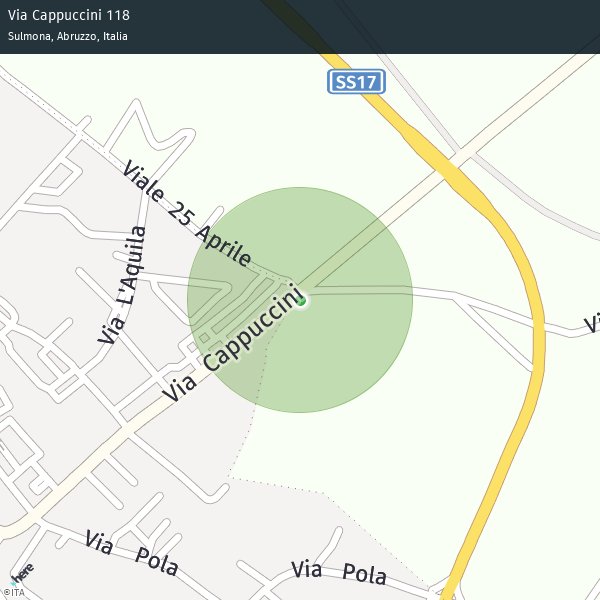 Via Cappuccini 118
Sulmona, Abruzzo, Italia
SS17
Viale 25 Aprile
Via L'Aquila
Via Cappuccini
Via Pola
Via Pola
here
©ITA